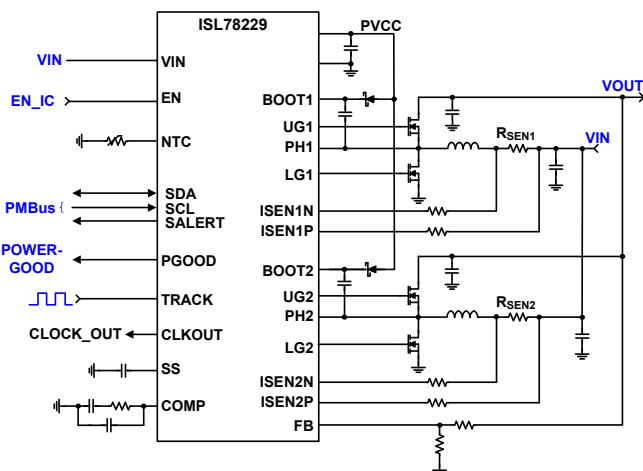 ISL78229
PVCC
VIN
VIN
EN_IC
EN
NTC
SDA
PMBus {
SCL
SALERT
POWER-
GOOD
PGOOD
TRACK
CLOCK_OUT
CLKOUT
SS
COMP
BOOT1
UG1
PH1
LG1
ISEN1N
ISEN1P
BOOT2
UG2
PH2
LG2
ISEN2N
ISEN2P
FB
VOUT
RSEN1
VIN
RSEN2